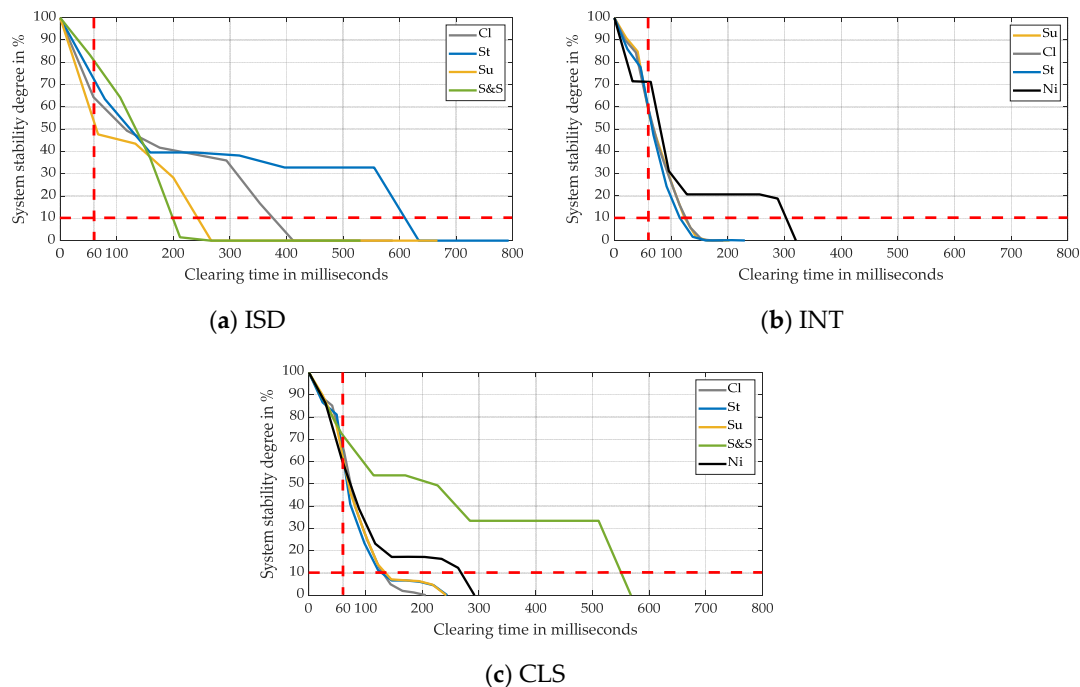 System stability degree in %
100
90
80
70
60
50
40
30
20
10
0
0 60 100 200 300 400 500 600 700 800
Clearing time in milliseconds
Cl
St
Su
S&S
(a) ISD
System stability degree in %
100
90
80
70
60
50
40
30
20
10
0
0 60 100 200 300 400 500 600 700 800
Clearing time in milliseconds
Su
Cl
St
Ni
(b) INT
System stability degree in %
100
90
80
70
60
50
40
30
20
10
0
0 60 100 200 300 400 500 600 700 800
Clearing time in milliseconds
Cl
St
Su
S&S
Ni
(c) CLS